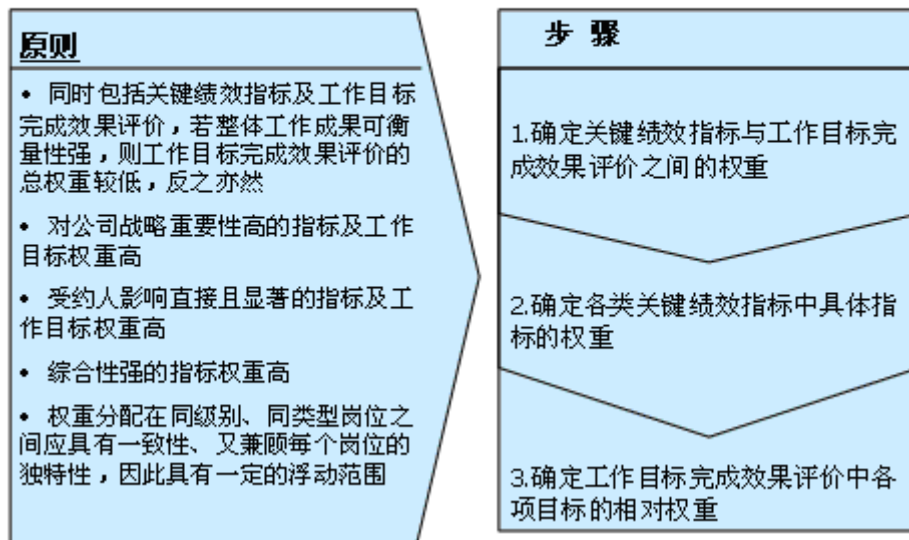 原则
• 同时包括关键绩效指标及工作目标
完成效果评价，若整体工作成果可衡
量性强，则工作目标完成效果评价的
总权重较低，反之亦然
• 对公司战略重要性高的指标及工作
目标权重高
• 受约人影响直接且显著的指标及工
作目标权重高
• 综合性强的指标权重高
• 权重分配在同级别、同类型岗位之
间应具有一致性、又兼顾每个岗位的
独特性，因此具有一定的浮动范围
步 骤
1.确定关键绩效指标与工作目标完
成效果评价之间的权重
2.确定各类关键绩效指标中具体指
标的权重
3.确定工作目标完成效果评价中各
项目标的相对权重